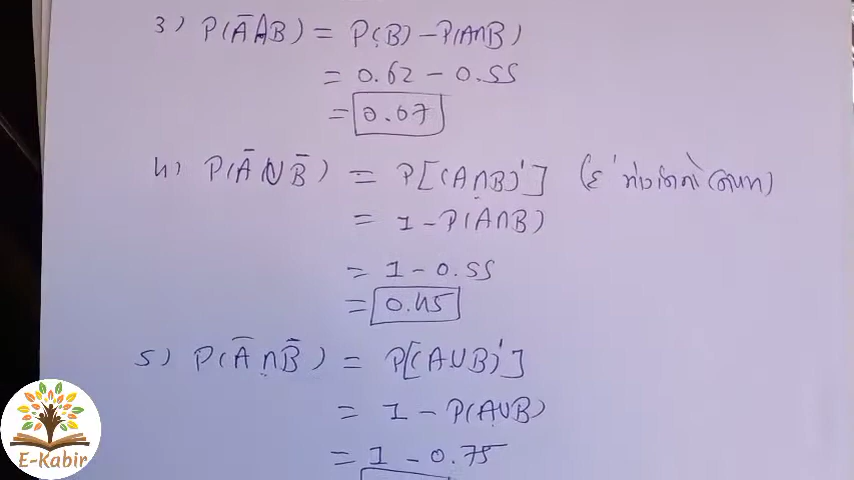 3) P(Ā∩B) = P(B) - P(A∩B)
= 0.62 - 0.55
= 0.07
4) P(Ā∪B̄) = P[(A∩B)'] (દ'
= 1 - P(A∩B)
= 1 - 0.55
= 0.45
5) P(Ā∩B̄) = P[(A∪B)']
= 1 - P(A∪B)
= 1 - 0.75
E-Kabir